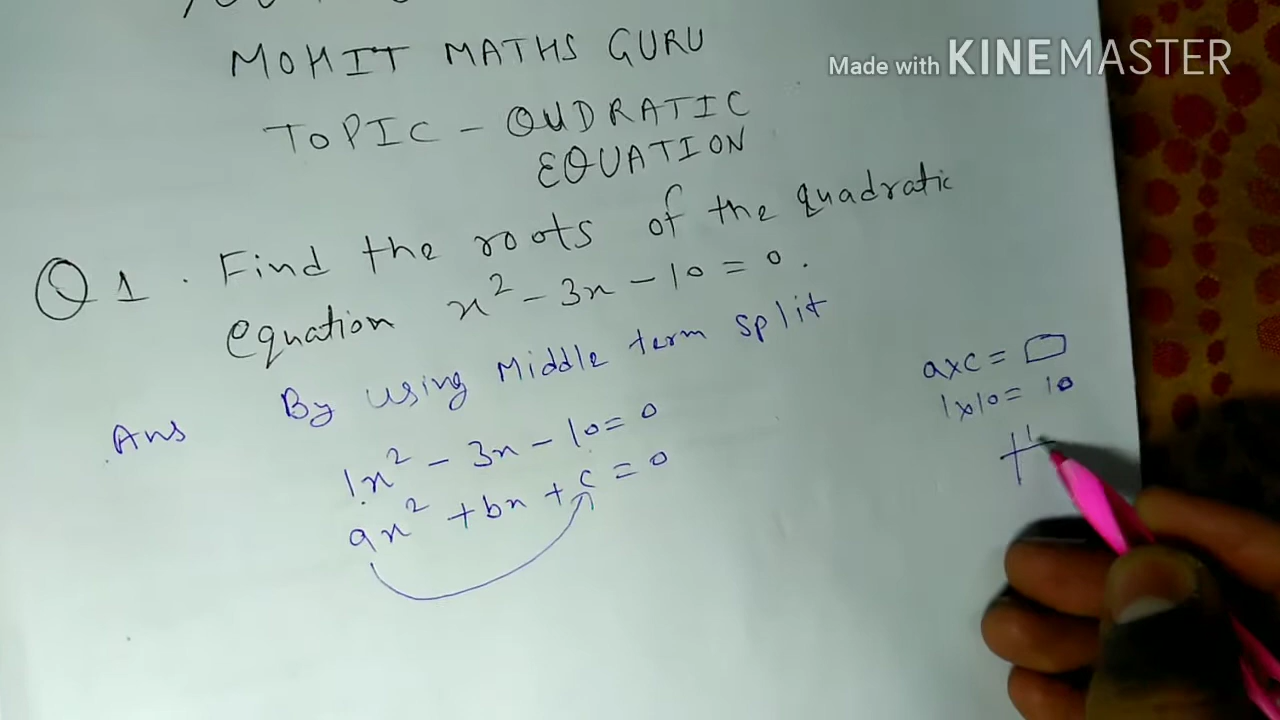 Made with KINEMASTER
MOHIT MATHS GURU
TOPIC - QUDRATIC
EQUATION
Q1. Find the roots of the quadratic
equation x² - 3x - 10 = 0.
Ans By using Middle term split
1x² - 3x - 10 = 0
ax² + bx + c = 0
a×c = □
1×10 = 10